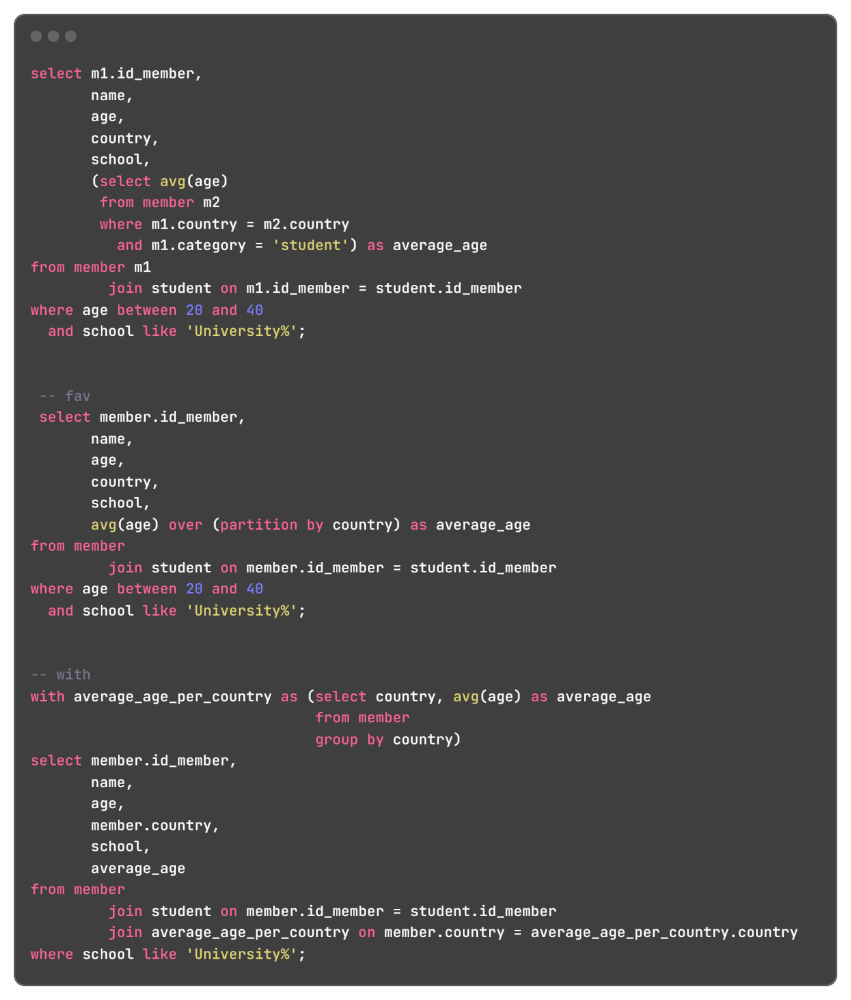 select m1.id_member,
       name,
       age,
       country,
       school,
       (select avg(age)
        from member m2
        where m1.country = m2.country
          and m1.category = 'student') as average_age
from member m1
         join student on m1.id_member = student.id_member
where age between 20 and 40
  and school like 'University%';
 -- fav
 select member.id_member,
       name,
       age,
       country,
       school,
       avg(age) over (partition by country) as average_age
from member
         join student on member.id_member = student.id_member
where age between 20 and 40
  and school like 'University%';
-- with
with average_age_per_country as (select country, avg(age) as average_age
                                 from member
                                 group by country)
select member.id_member,
       name,
       age,
       member.country,
       school,
       average_age
from member
         join student on member.id_member = student.id_member
         join average_age_per_country on member.country = average_age_per_country.country
where school like 'University%';